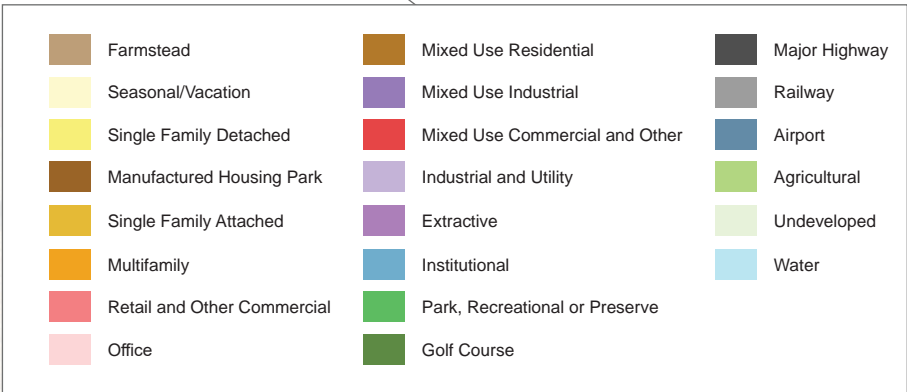 Farmstead
Seasonal/Vacation
Single Family Detached
Manufactured Housing Park
Single Family Attached
Multifamily
Retail and Other Commercial
Office
Mixed Use Residential
Mixed Use Industrial
Mixed Use Commercial and Other
Industrial and Utility
Extractive
Institutional
Park, Recreational or Preserve
Golf Course
Major Highway
Railway
Airport
Agricultural
Undeveloped
Water